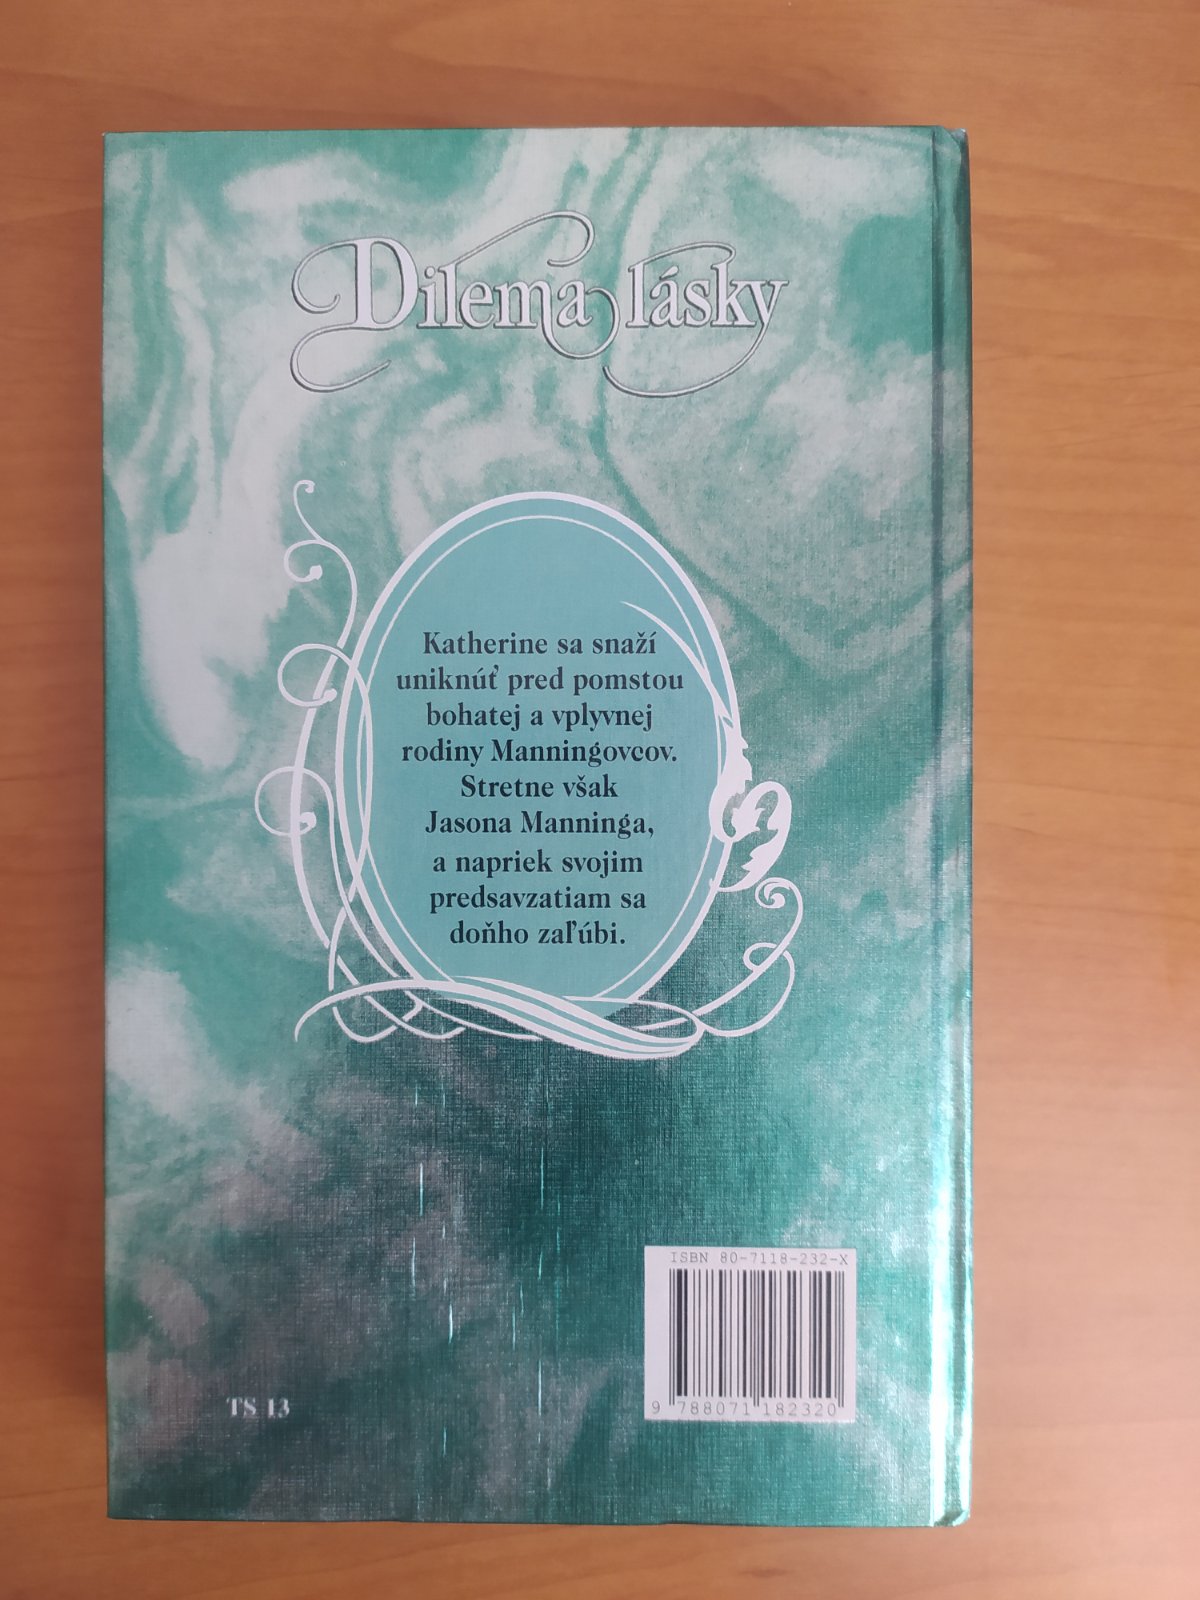 Dilema lásky
Katherine sa snaží
uniknúť pred pomstou
bohatej a vplyvnej
rodiny Manningovcov.
Stretne však
Jasona Manninga,
a napriek svojim
predsavzatiam sa
doňho zaľúbi.
ISBN 80-7118-232-X
9 788071 182320
TS 13